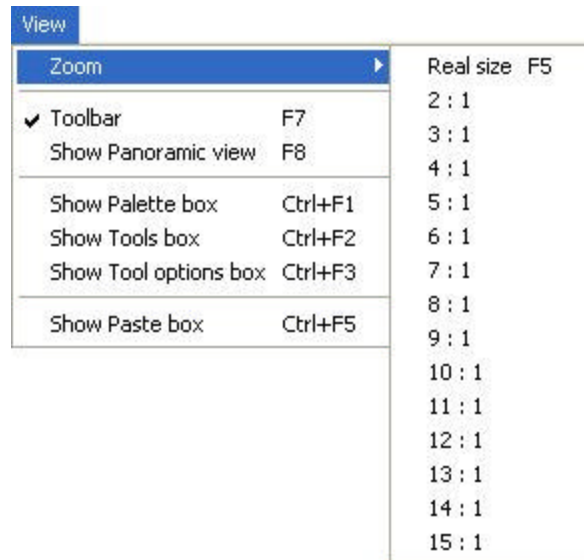 View
Zoom
Toolbar F7
Show Panoramic view F8
Show Palette box Ctrl+F1
Show Tools box Ctrl+F2
Show Tool options box Ctrl+F3
Show Paste box Ctrl+F5
Real size F5
2 : 1
3 : 1
4 : 1
5 : 1
6 : 1
7 : 1
8 : 1
9 : 1
10 : 1
11 : 1
12 : 1
13 : 1
14 : 1
15 : 1